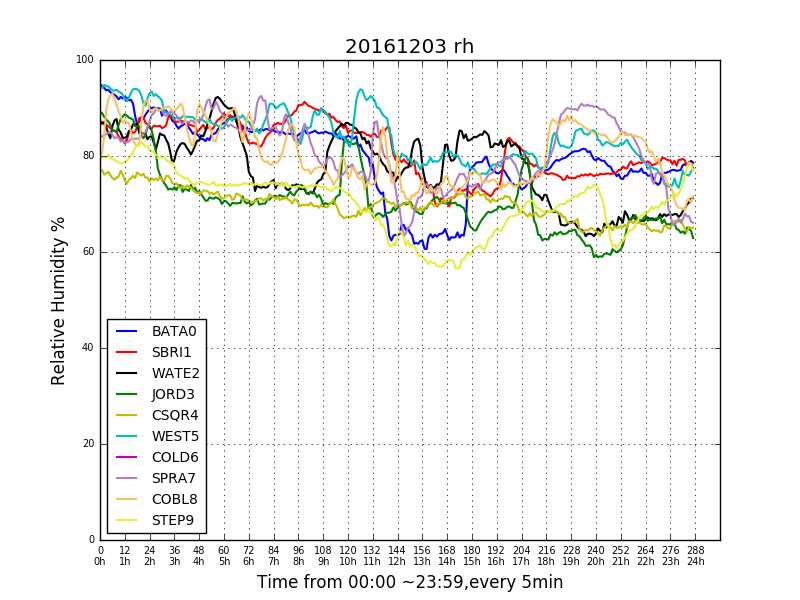 20161203 rh
100
80
60
40
20
0
Relative Humidity %
BATA0
SBRI1
WATE2
JORD3
CSQR4
WEST5
COLD6
SPRA7
COBL8
STEP9
0 12 24 36 48 60 72 84 96 108 120 132 144 156 168 180 192 204 216 228 240 252 264 276 288
0h 1h 2h 3h 4h 5h 6h 7h 8h 9h 10h 11h 12h 13h 14h 15h 16h 17h 18h 19h 20h 21h 22h 23h 24h
Time from 00:00 ~23:59,every 5min